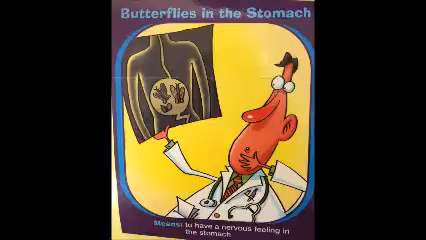 Butterflies in the Stomach
Means: to have a nervous feeling in
the stomach